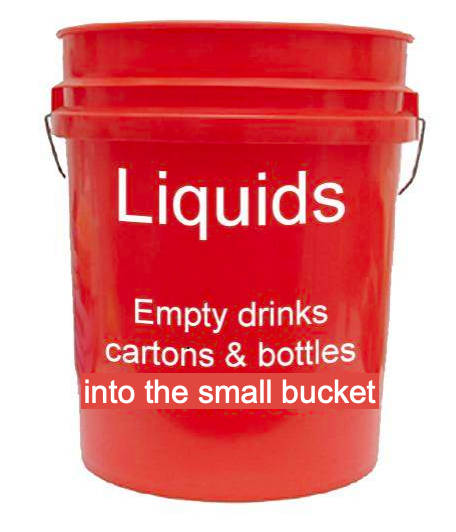 Liquids
Empty drinks
cartons & bottles
into the small bucket